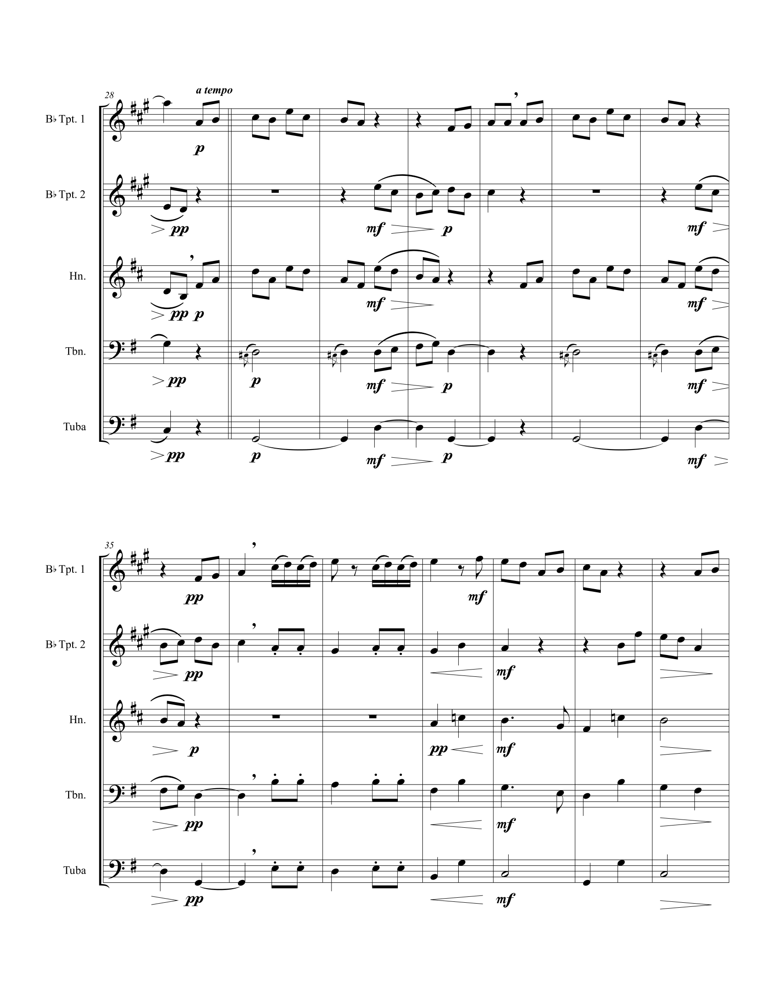 28
a tempo
B♭ Tpt. 1
p
B♭ Tpt. 2
pp mf p mf
Hn.
pp p mf mf
Tbn.
pp p mf p mf
Tuba
pp p mf p mf
35
B♭ Tpt. 1
pp mf
B♭ Tpt. 2
pp mf
Hn.
p pp mf
Tbn.
pp mf
Tuba
pp mf